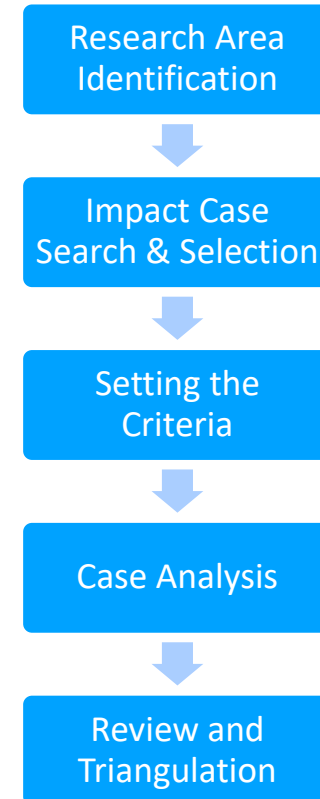 Research Area
Identification
Impact Case
Search & Selection
Setting the
Criteria
Case Analysis
Review and
Triangulation